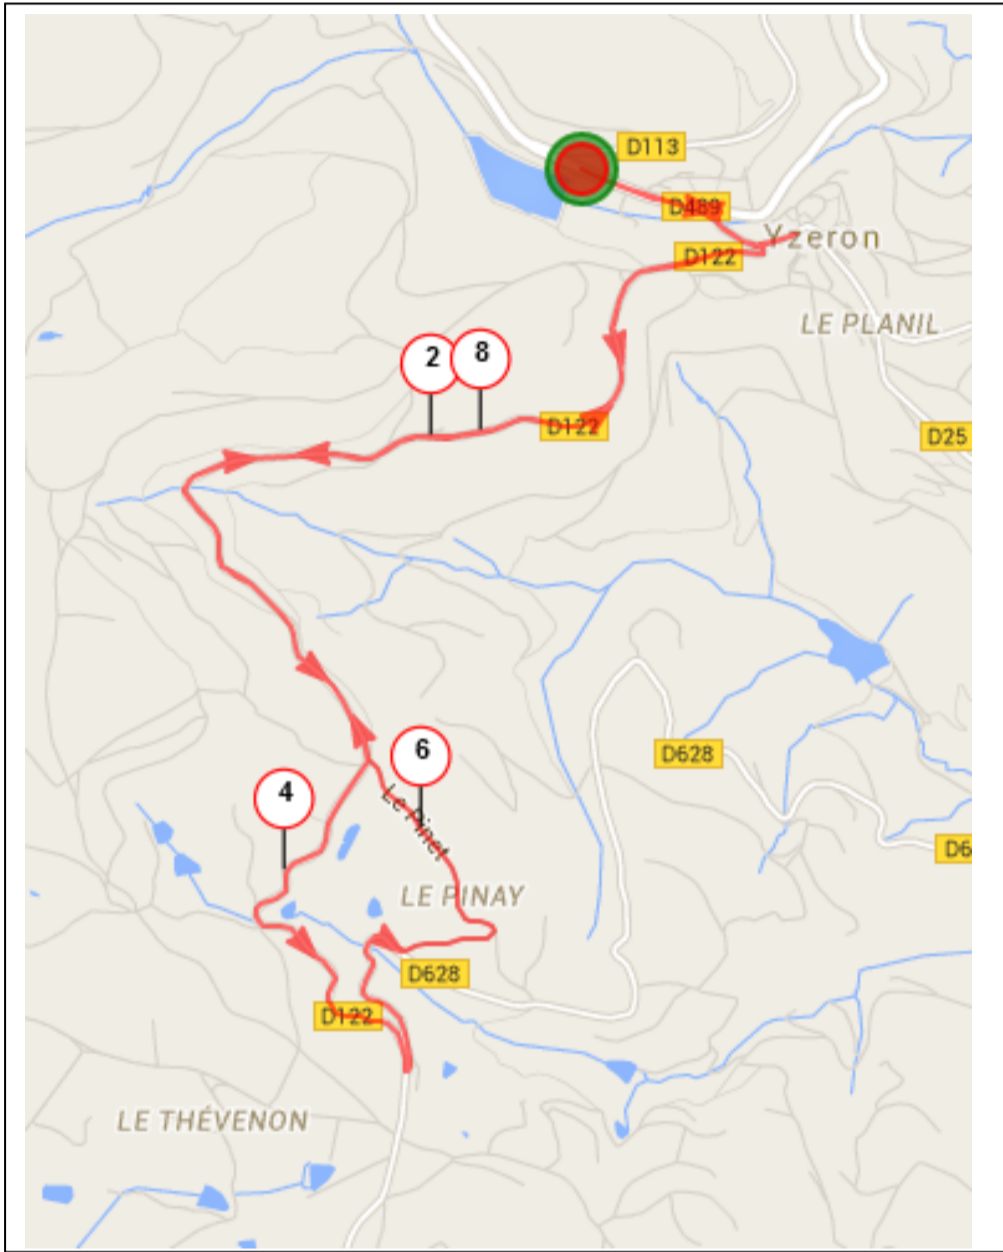 D113
D489
Yzeron
D122
LE PLANIL
2
8
D122
D25
D628
6
4
Le Pinet
D6
LE PINAY
D628
D122
LE THÉVENON